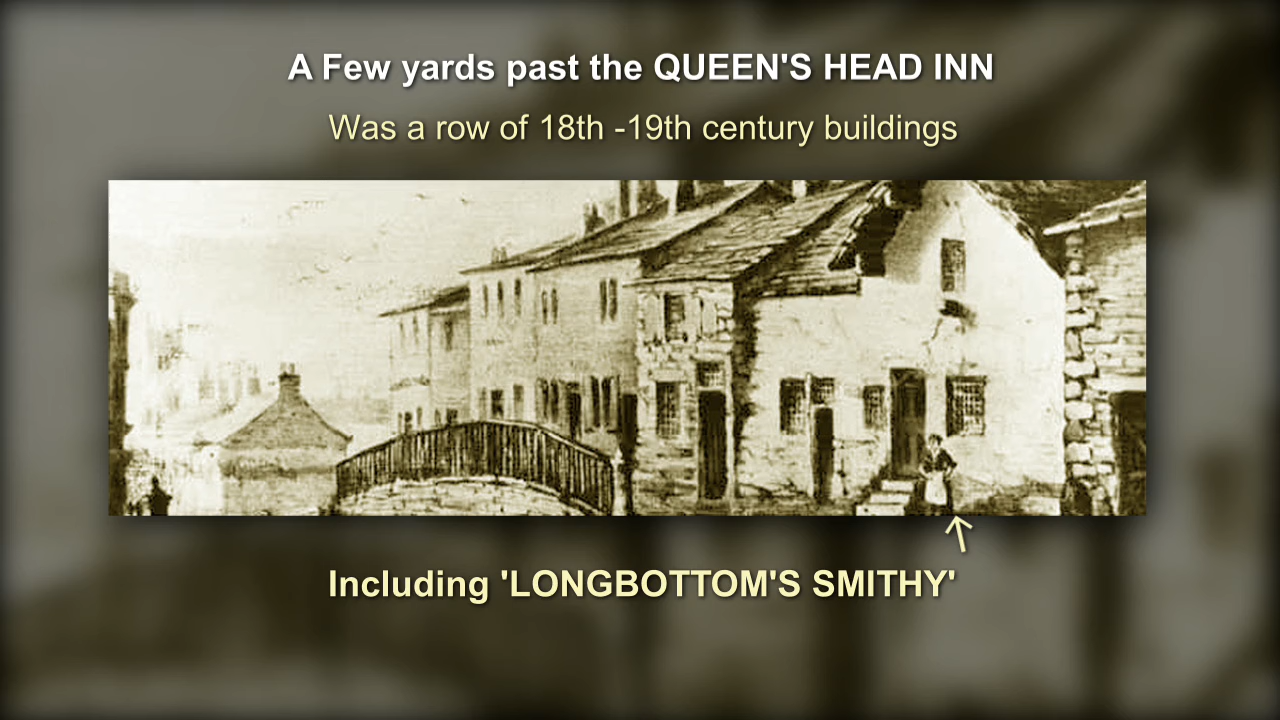 A Few yards past the QUEEN'S HEAD INN
Was a row of 18th -19th century buildings
Including 'LONGBOTTOM'S SMITHY'